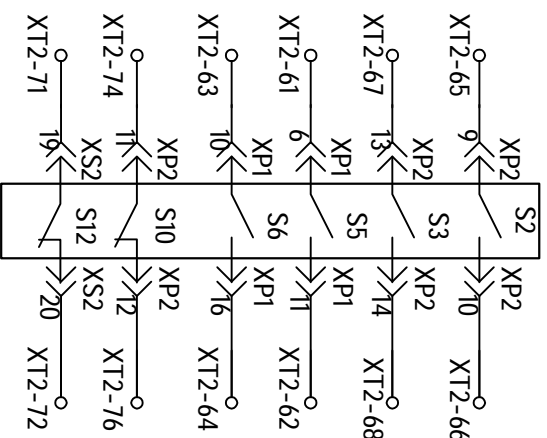 S2
XP2 XP2
XT2-65 9 10 XT2-66
S3
XP2 XP2
XT2-67 13 14 XT2-68
S5
XP1 XP1
XT2-61 6 11 XT2-62
S6
XP1 XP1
XT2-63 10 16 XT2-64
XP2 S10 XP2
XT2-74 11 12 XT2-76
XS2 S12 XS2
XT2-71 19 20 XT2-72